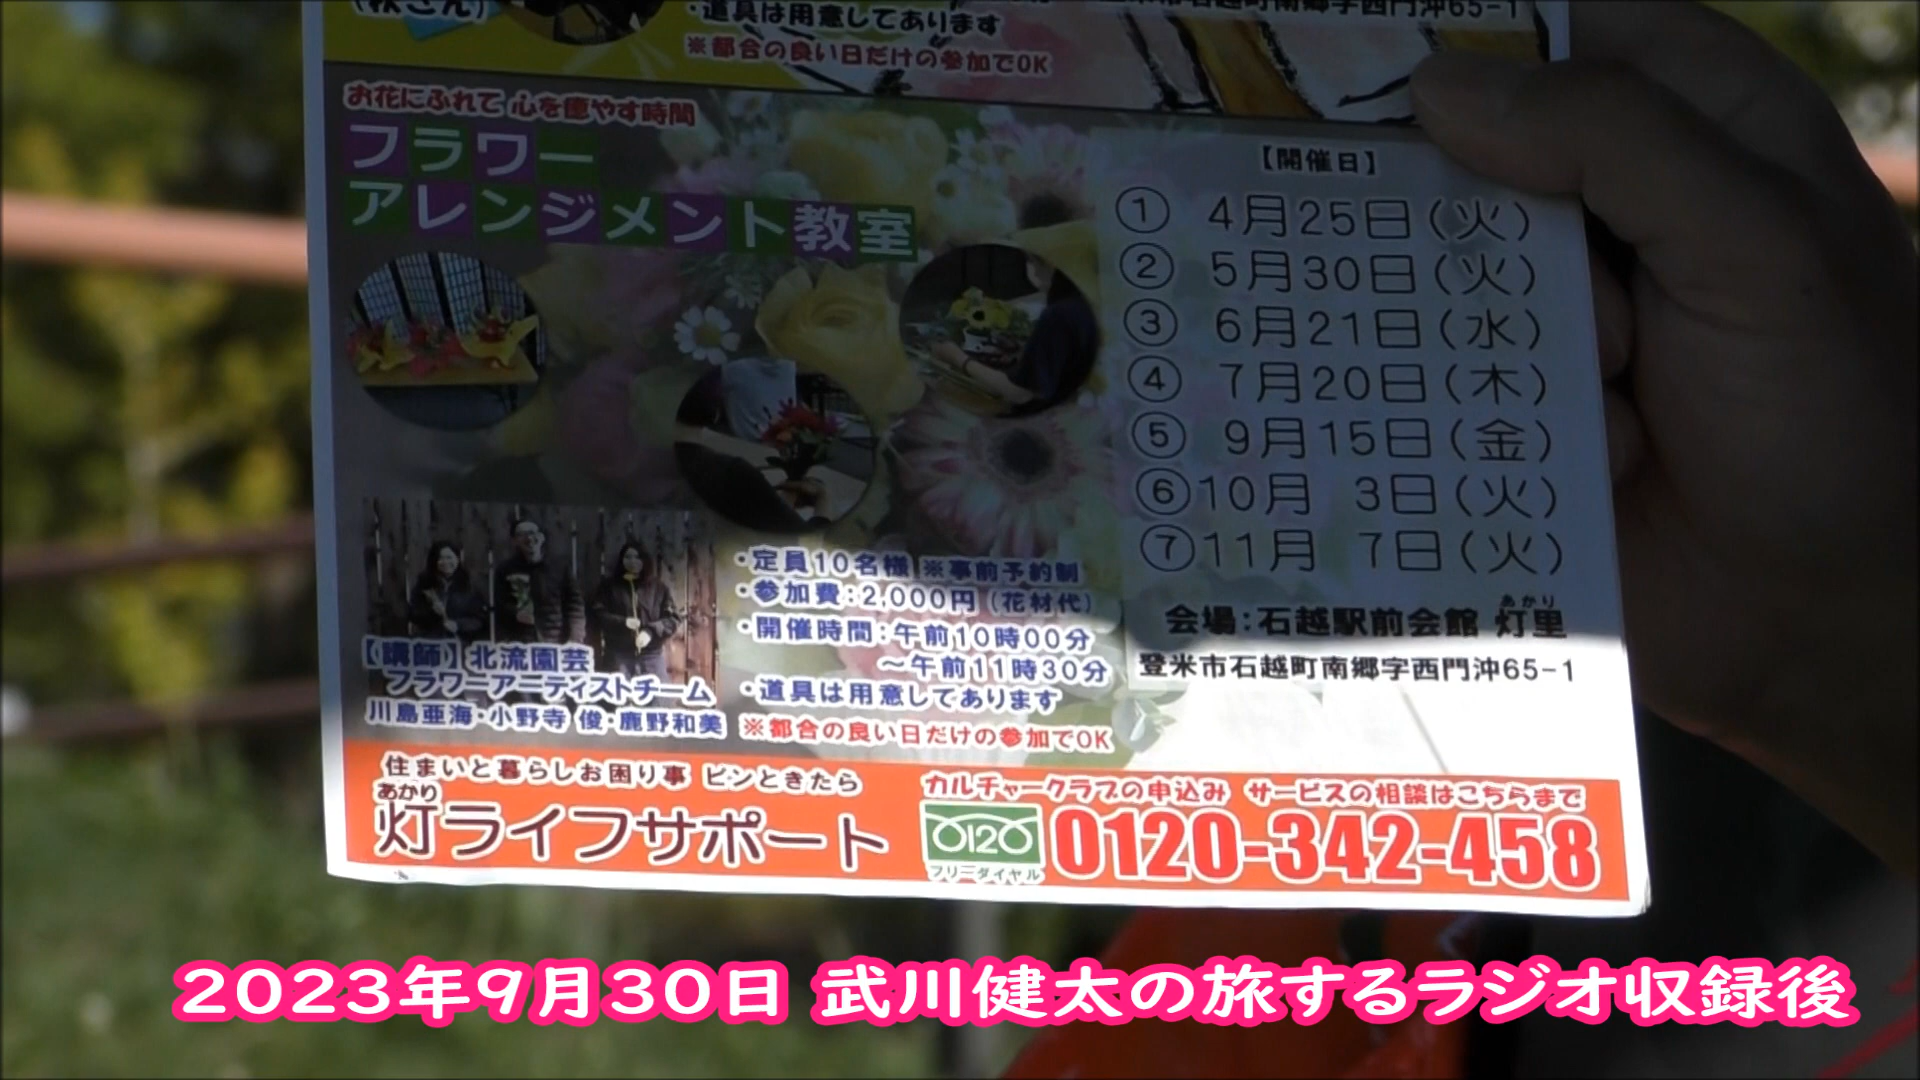 ・道具は用意してあります
※都合の良い日だけの参加でOK
お花にふれて 心を癒やす時間
フラワー
アレンジメント教室
【開催日】
① 4月25日(火)
② 5月30日(火)
③ 6月21日(水)
④ 7月20日(木)
⑤ 9月15日(金)
⑥10月 3日(火)
⑦11月 7日(火)
会場:石越駅前会館 灯里
あかり
登米市石越町南郷字西門沖65-1
・定員10名様 ※事前予約制
・参加費:2,000円(花材代)
・開催時間:午前10時00分
～午前11時30分
・道具は用意してあります
※都合の良い日だけの参加でOK
【講師】北流園芸
フラワーアーティストチーム
川島亜海・小野寺 俊・鹿野和美
住まいと暮らしお困り事 ピンときたら
あかり
灯ライフサポート
カルチャークラブの申込み サービスの相談はこちらまで
0120
フリーダイヤル
0120-342-458
2023年9月30日 武川健太の旅するラジオ収録後